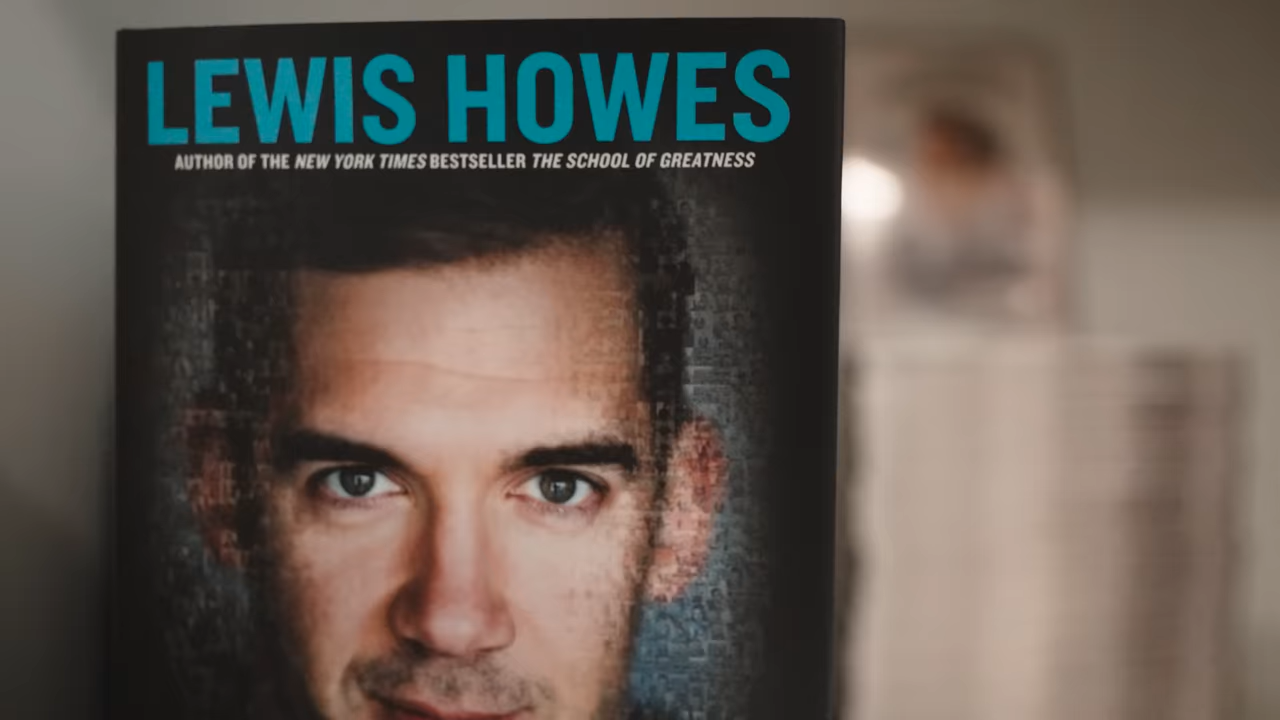 LEWIS HOWES
AUTHOR OF THE NEW YORK TIMES BESTSELLER THE SCHOOL OF GREATNESS